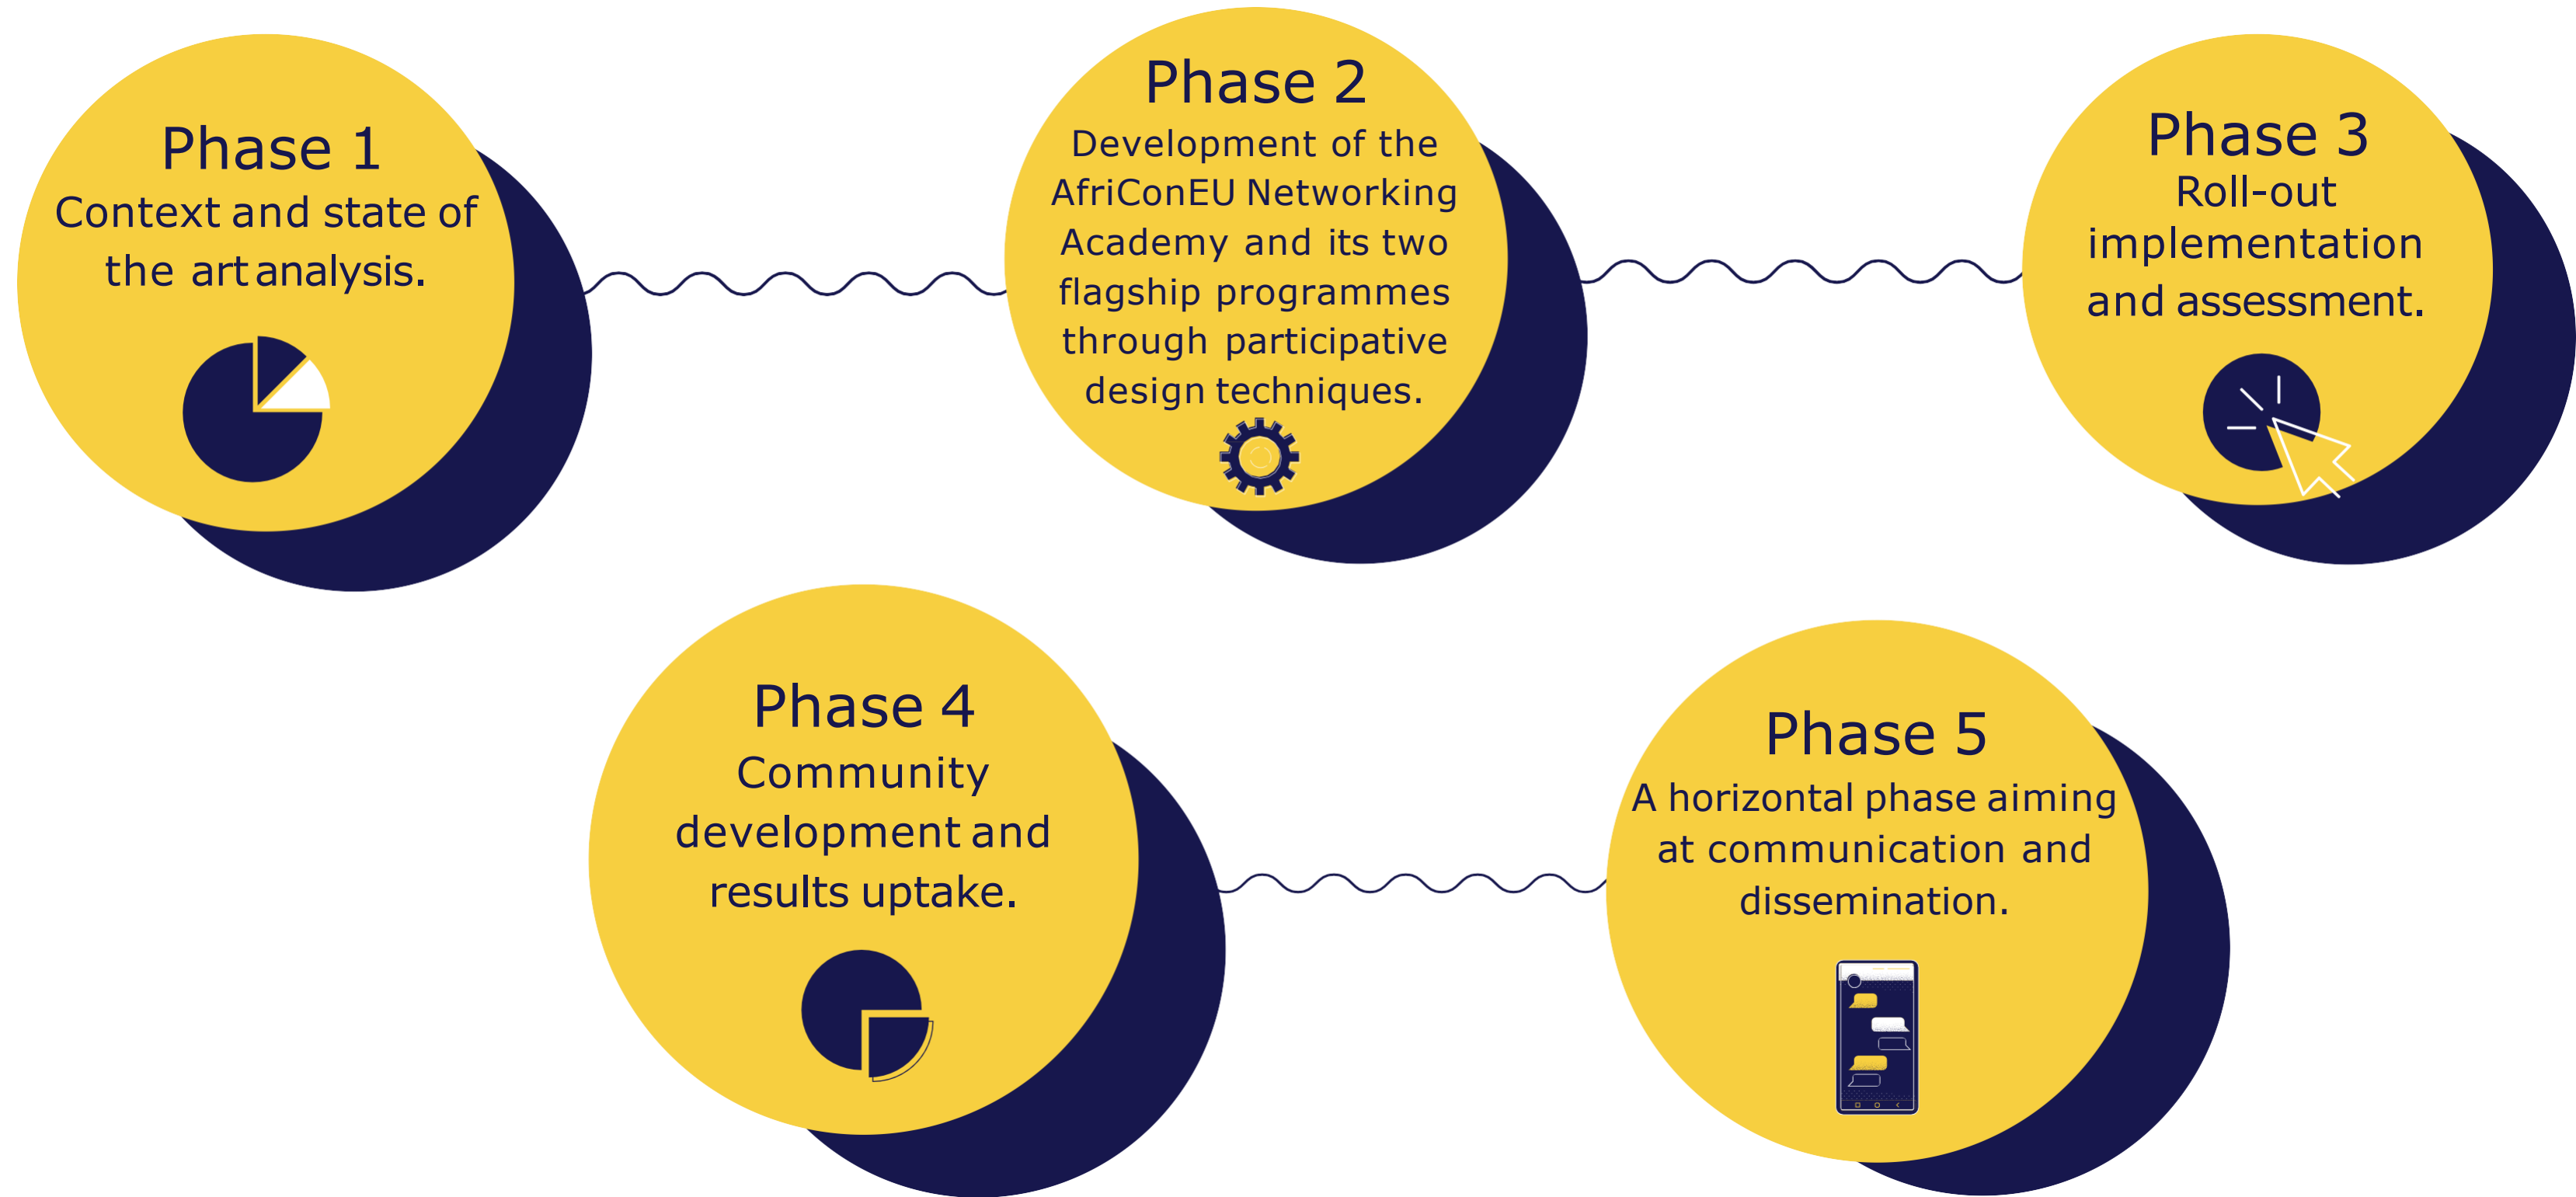 Phase 1
Context and state of
the art analysis.
Phase 2
Development of the
AfriConEU Networking
Academy and its two
flagship programmes
through participative
design techniques.
Phase 3
Roll-out
implementation
and assessment.
Phase 4
Community
development and
results uptake.
Phase 5
A horizontal phase aiming
at communication and
dissemination.